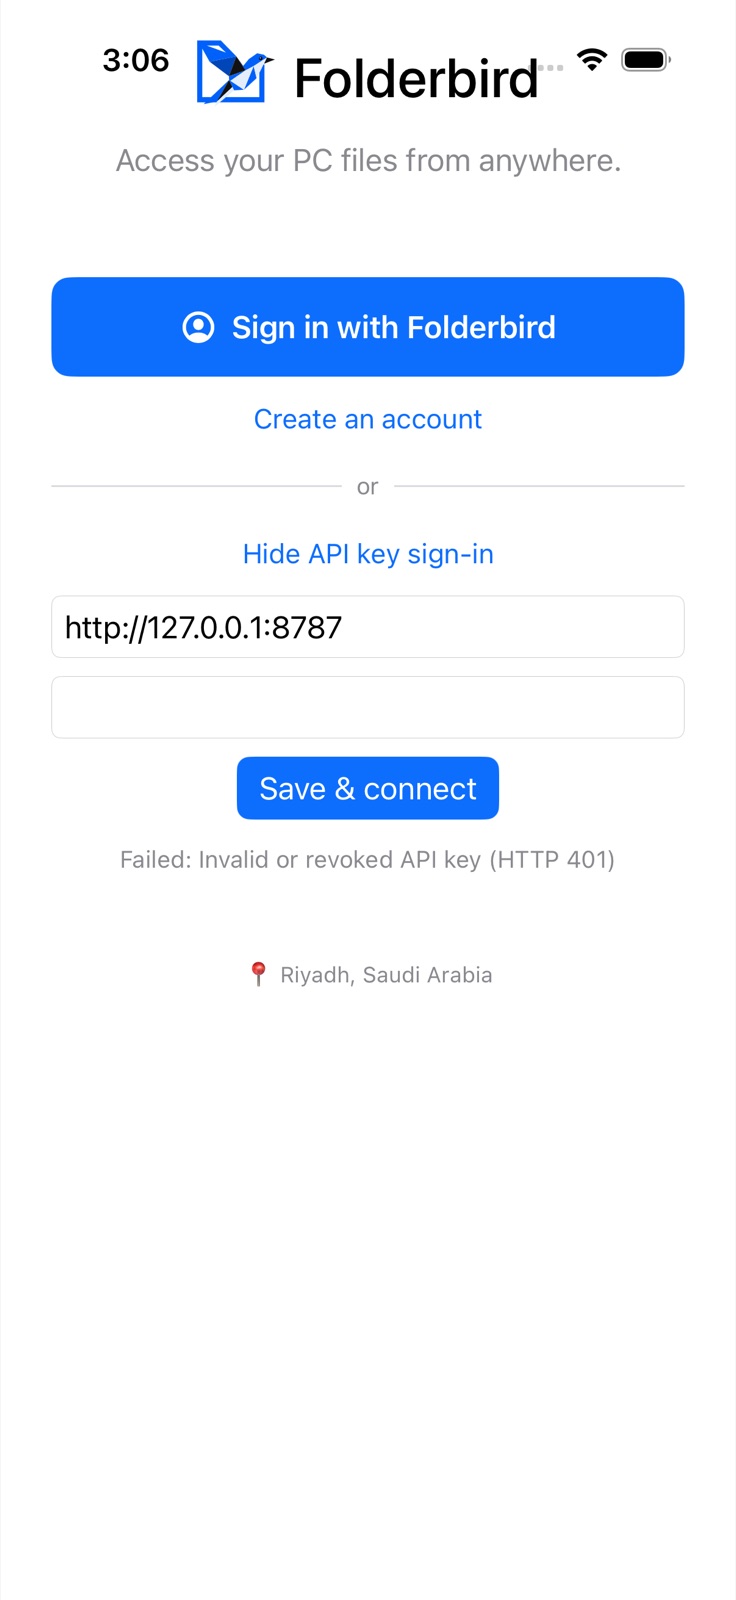 3:06
Folderbird
Access your PC files from anywhere.
Sign in with Folderbird
Create an account
or
Hide API key sign-in
http://127.0.0.1:8787
Save & connect
Failed: Invalid or revoked API key (HTTP 401)
📍 Riyadh, Saudi Arabia